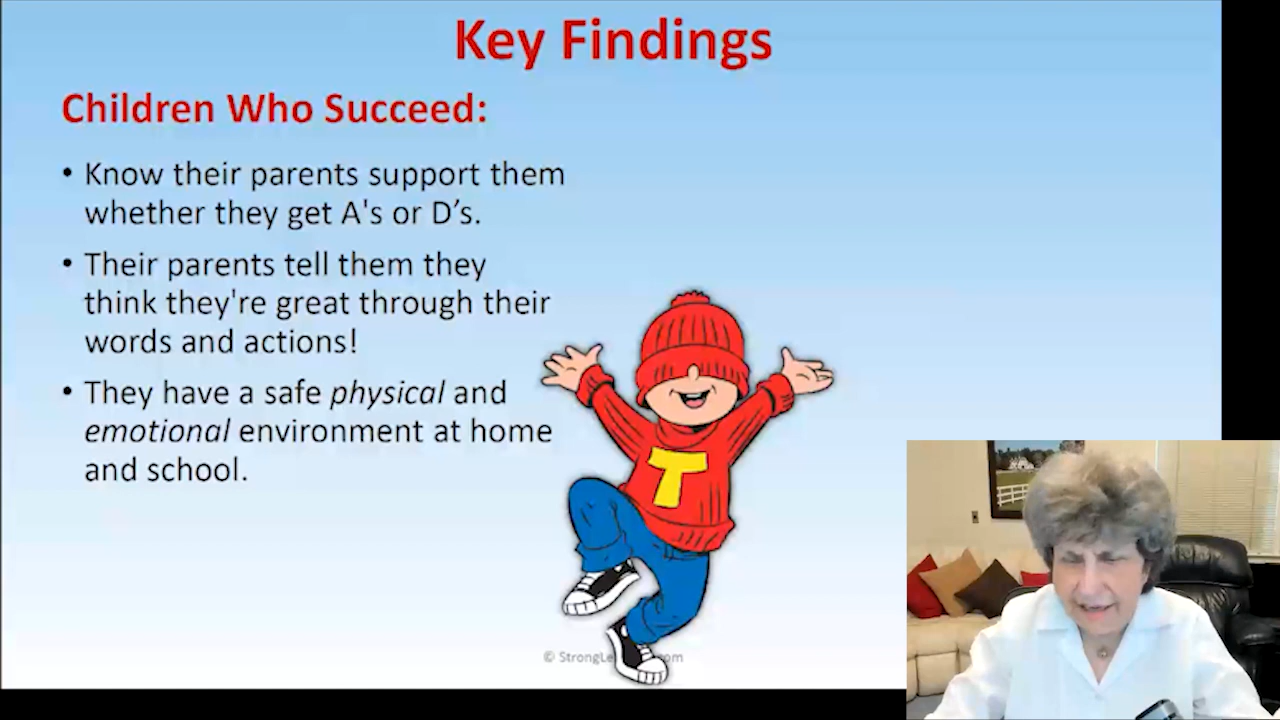 Key Findings
Children Who Succeed:
• Know their parents support them
whether they get A's or D’s.
• Their parents tell them they
think they're great through their
words and actions!
• They have a safe physical and
emotional environment at home
and school.
T
©